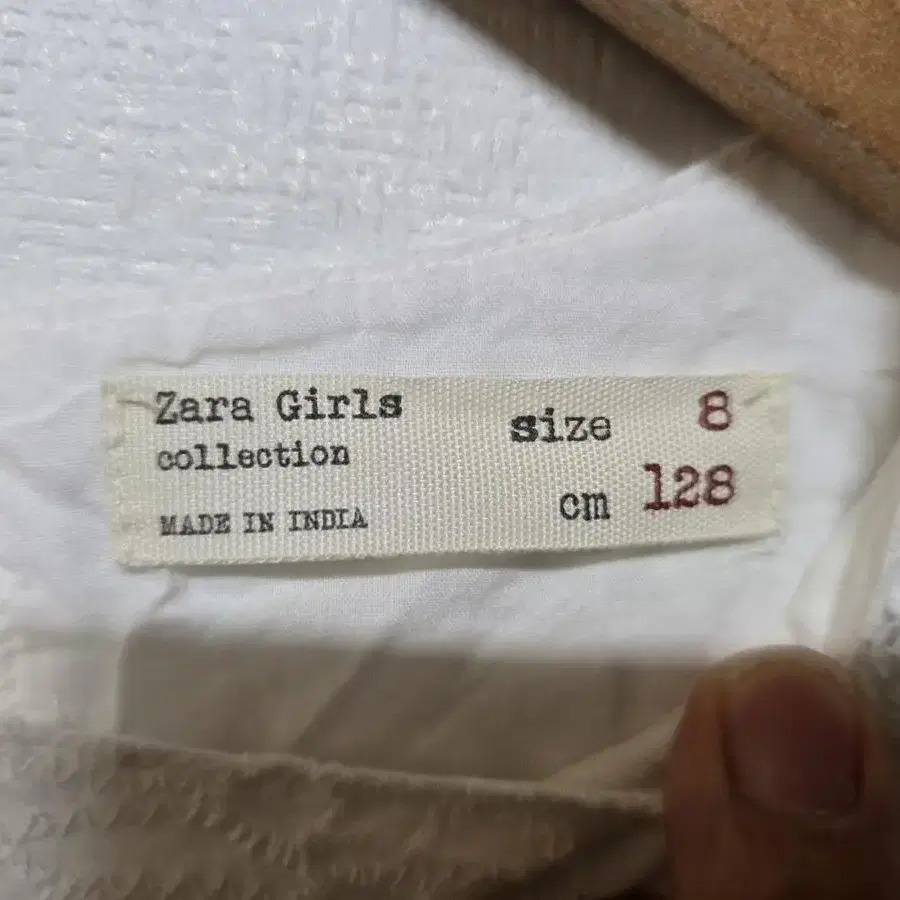 Zara Girls
collection
MADE IN INDIA
size 8
cm 128